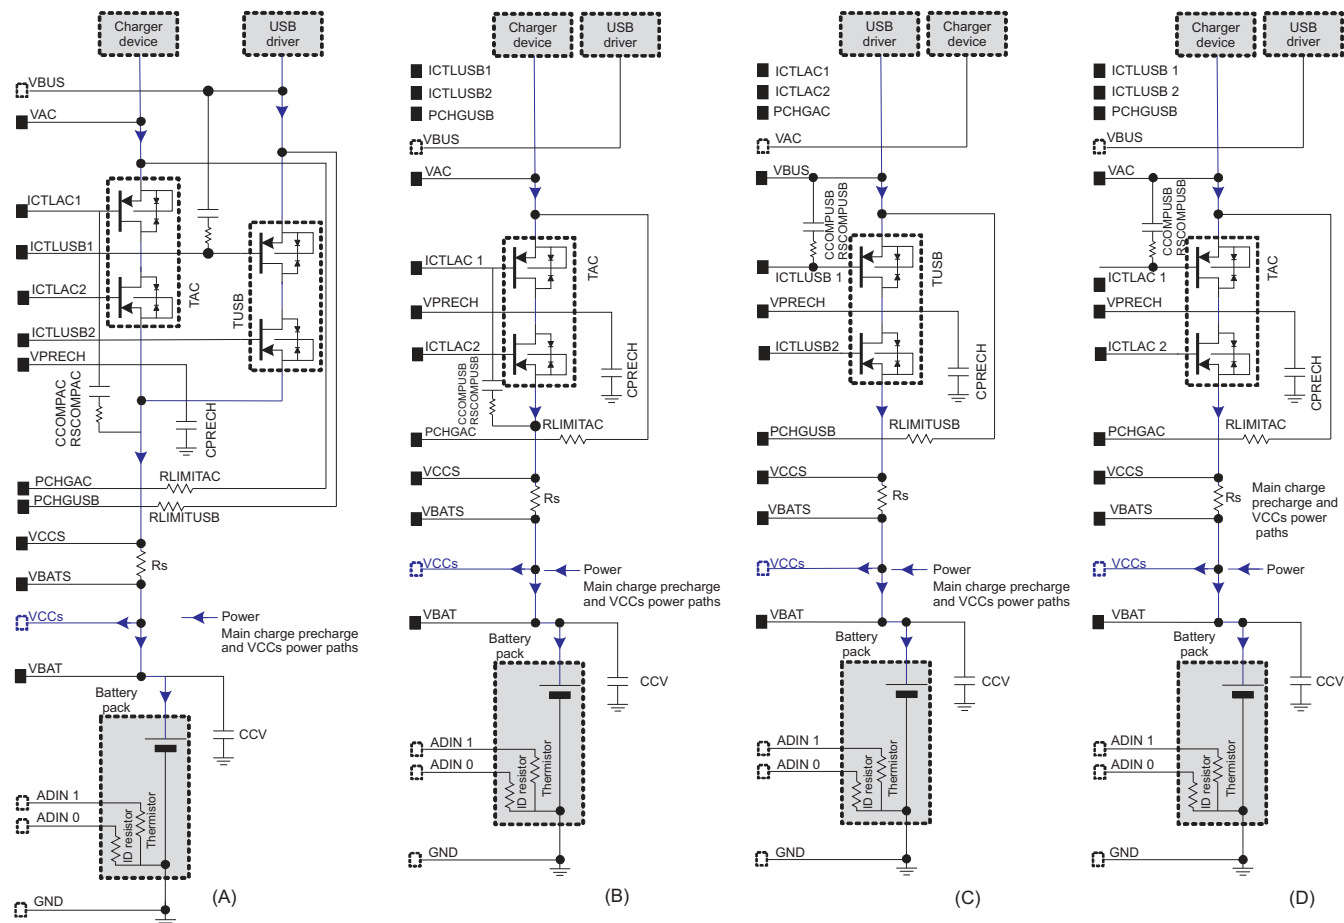 Charger
device
USB
driver
VBUS
VAC
ICTLAC1
ICTLUSB1
ICTLAC2
ICTLUSB2
VPRECH
TAC
TUSB
CCOMPAC
RSCOMPAC
CPRECH
PCHGAC
RLIMITAC
PCHGUSB
RLIMITUSB
VCCS
Rs
VBATS
VCCs
Power
Main charge precharge
and VCCs power paths
VBAT
Battery
pack
CCV
ADIN 1
ADIN 0
ID resistor
Thermistor
GND
(A)
Charger
device
USB
driver
ICTLUSB1
ICTLUSB2
PCHGUSB
VBUS
VAC
ICTLAC 1
TAC
VPRECH
ICTLAC2
CCOMPUSB
RSCOMPUSB
CPRECH
PCHGAC
RLIMITAC
VCCS
Rs
VBATS
VCCs
Power
Main charge precharge
and VCCs power paths
VBAT
Battery
pack
CCV
ADIN 1
ADIN 0
ID resistor
Thermistor
GND
(B)
USB
driver
Charger
device
ICTLAC1
ICTLAC2
PCHGAC
VAC
VBUS
CCOMPUSB
RSCOMPUSB
ICTLUSB 1
TUSB
VPRECH
ICTLUSB2
CPRECH
PCHGUSB
RLIMITUSB
VCCS
Rs
VBATS
VCCs
Power
Main charge precharge
and VCCs power paths
VBAT
Battery
pack
CCV
ADIN 1
ADIN 0
ID resistor
Thermistor
GND
(C)
Charger
device
USB
driver
ICTLUSB 1
ICTLUSB 2
PCHGUSB
VBUS
VAC
CCOMPUSB
RSCOMPUSB
ICTLAC 1
TAC
VPRECH
ICTLAC 2
CPRECH
PCHGAC
RLIMITAC
VCCS
Rs
Main charge
precharge and
VCCs power
paths
VBATS
VCCs
Power
VBAT
Battery
pack
CCV
ADIN 1
ADIN 0
ID resistor
Thermistor
GND
(D)